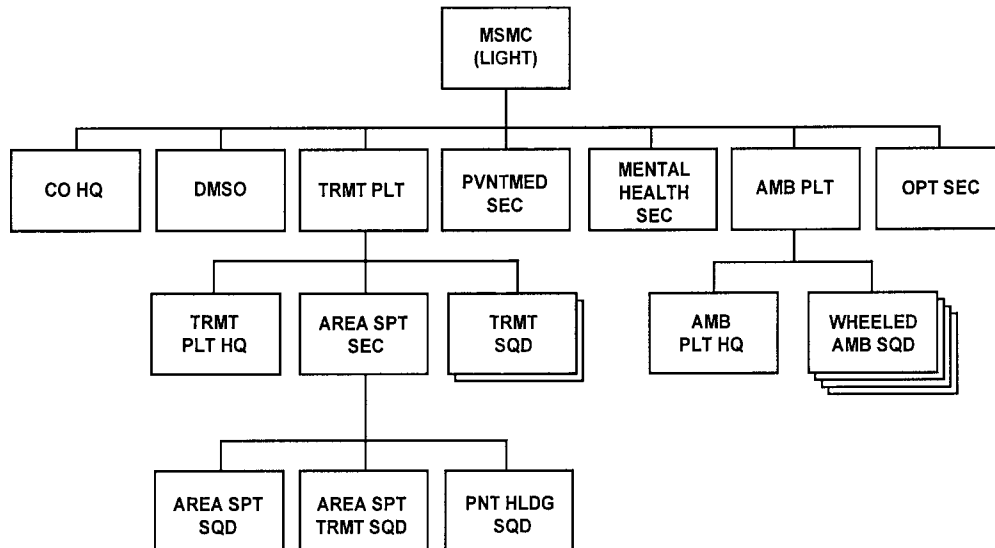 MSMC
(LIGHT)
CO HQ
DMSO
TRMT PLT
PVNTMED
SEC
MENTAL
HEALTH
SEC
AMB PLT
OPT SEC
TRMT
PLT HQ
AREA SPT
SEC
TRMT
SQD
AMB
PLT HQ
WHEELED
AMB SQD
AREA SPT
SQD
AREA SPT
TRMT SQD
PNT HLDG
SQD